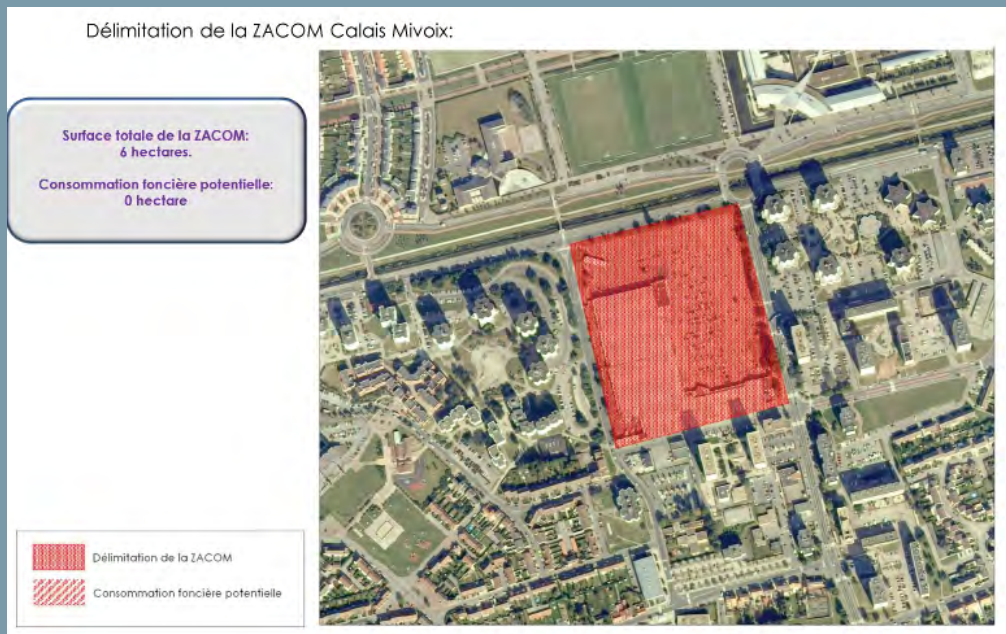 Délimitation de la ZACOM Calais Mivoix:
Surface totale de la ZACOM:
6 hectares.
Consommation foncière potentielle:
0 hectare
Délimitation de la ZACOM
Consommation foncière potentielle